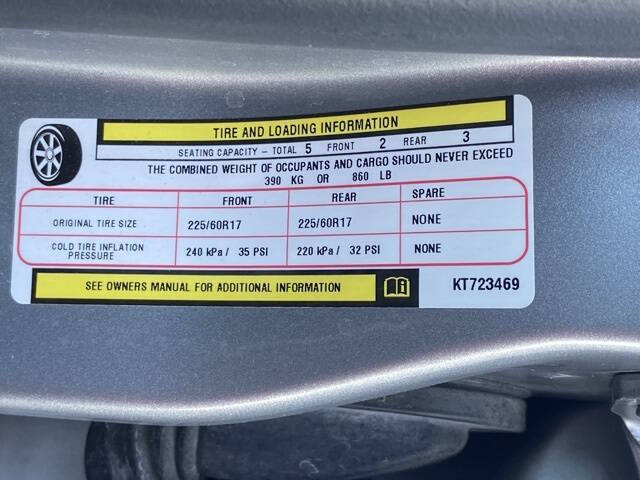 TIRE AND LOADING INFORMATION
SEATING CAPACITY - TOTAL 5 FRONT 2 REAR 3
THE COMBINED WEIGHT OF OCCUPANTS AND CARGO SHOULD NEVER EXCEED
390 KG OR 860 LB
TIRE FRONT REAR SPARE
ORIGINAL TIRE SIZE 225/60R17 225/60R17 NONE
COLD TIRE INFLATION PRESSURE 240 kPa / 35 PSI 220 kPa / 32 PSI NONE
SEE OWNERS MANUAL FOR ADDITIONAL INFORMATION KT723469